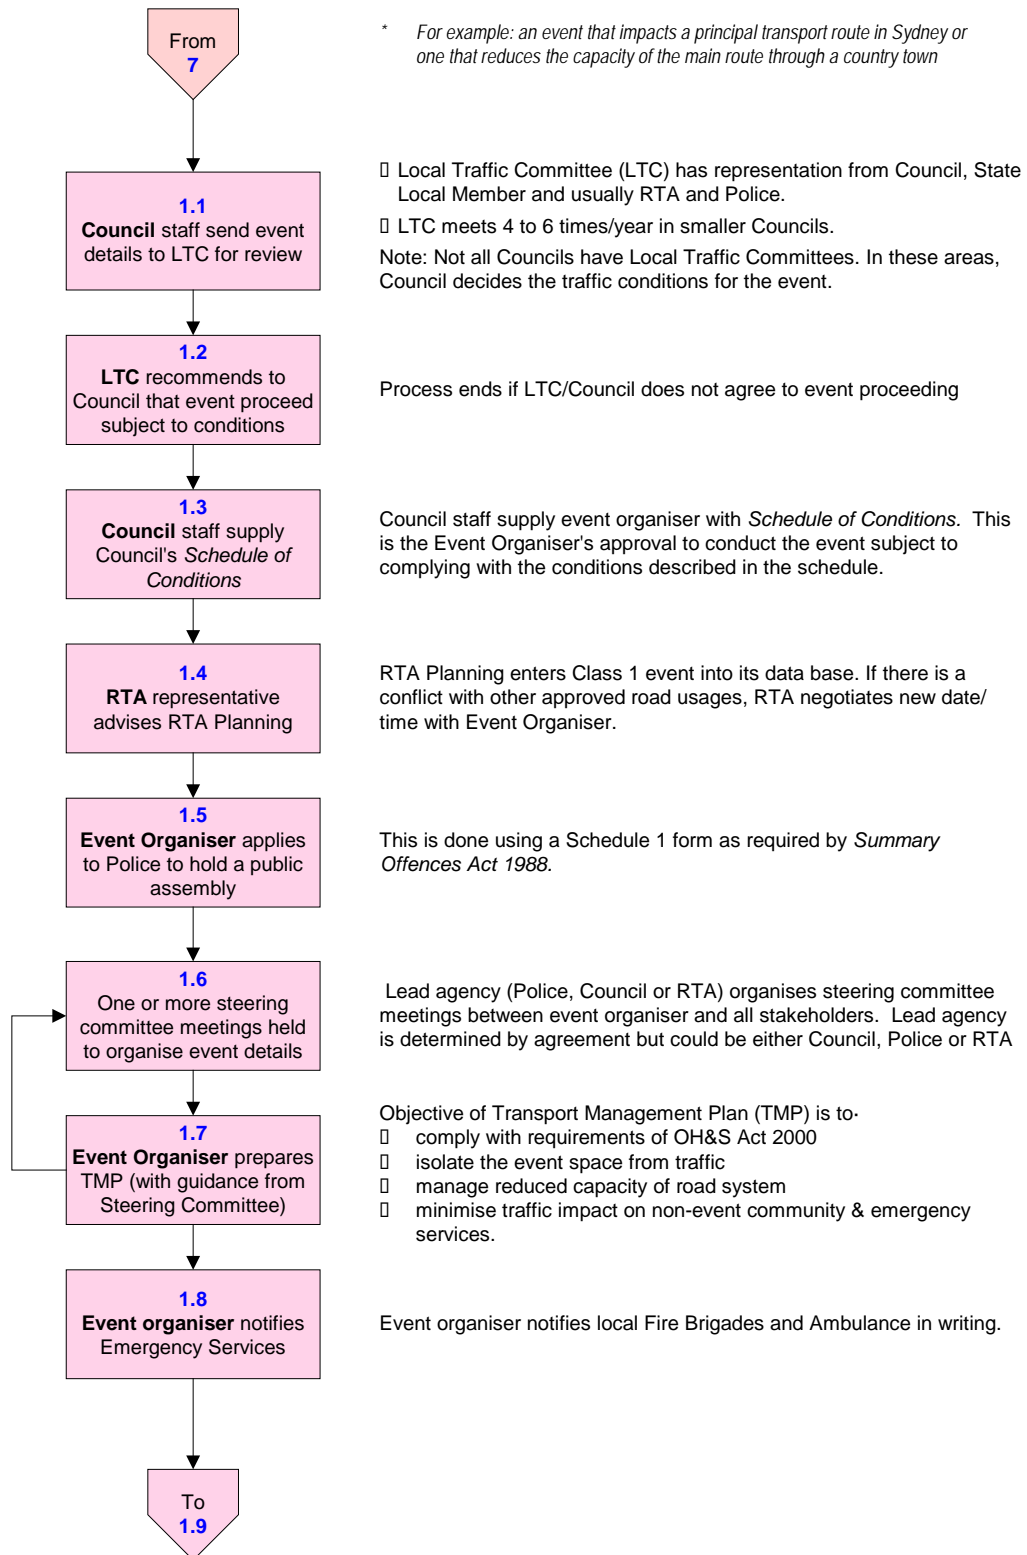 From
7
* For example: an event that impacts a principal transport route in Sydney or
one that reduces the capacity of the main route through a country town
1.1
Council staff send event
details to LTC for review
▯ Local Traffic Committee (LTC) has representation from Council, State
Local Member and usually RTA and Police.
▯ LTC meets 4 to 6 times/year in smaller Councils.
Note: Not all Councils have Local Traffic Committees. In these areas,
Council decides the traffic conditions for the event.
1.2
LTC recommends to
Council that event proceed
subject to conditions
Process ends if LTC/Council does not agree to event proceeding
1.3
Council staff supply
Council's Schedule of
Conditions
Council staff supply event organiser with Schedule of Conditions. This
is the Event Organiser's approval to conduct the event subject to
complying with the conditions described in the schedule.
1.4
RTA representative
advises RTA Planning
RTA Planning enters Class 1 event into its data base. If there is a
conflict with other approved road usages, RTA negotiates new date/
time with Event Organiser.
1.5
Event Organiser applies
to Police to hold a public
assembly
This is done using a Schedule 1 form as required by Summary
Offences Act 1988.
1.6
One or more steering
committee meetings held
to organise event details
Lead agency (Police, Council or RTA) organises steering committee
meetings between event organiser and all stakeholders. Lead agency
is determined by agreement but could be either Council, Police or RTA
1.7
Event Organiser prepares
TMP (with guidance from
Steering Committee)
Objective of Transport Management Plan (TMP) is to·
▯ comply with requirements of OH&S Act 2000
▯ isolate the event space from traffic
▯ manage reduced capacity of road system
▯ minimise traffic impact on non-event community & emergency
services.
1.8
Event organiser notifies
Emergency Services
Event organiser notifies local Fire Brigades and Ambulance in writing.
To
1.9